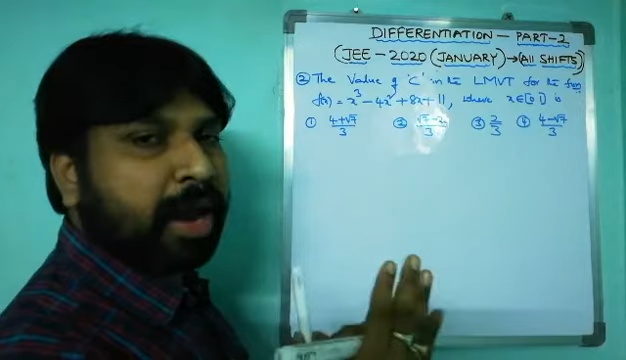 DIFFERENTIATION - PART-2
(JEE - 2020 (JANUARY) → (All SHIFTS))
② The Value of 'C' in the LMVT for the fun
f(x) = x³ - 4x² + 8x + 11, where x ∈ [0 1] is
① (4+√7)/3 ② (√5-2)/3 ③ 2/3 ④ (4-√7)/3